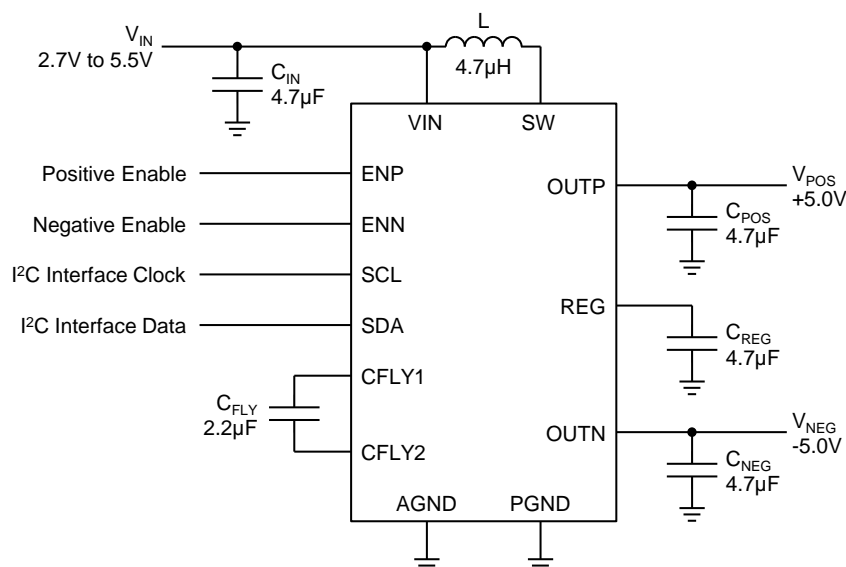 V_IN
2.7V to 5.5V
C_IN
4.7µF
L
4.7µH
VIN
SW
Positive Enable
ENP
OUTP
V_POS
+5.0V
C_POS
4.7µF
Negative Enable
ENN
I²C Interface Clock
SCL
I²C Interface Data
SDA
REG
C_REG
4.7µF
CFLY1
C_FLY
2.2µF
CFLY2
OUTN
V_NEG
-5.0V
C_NEG
4.7µF
AGND
PGND